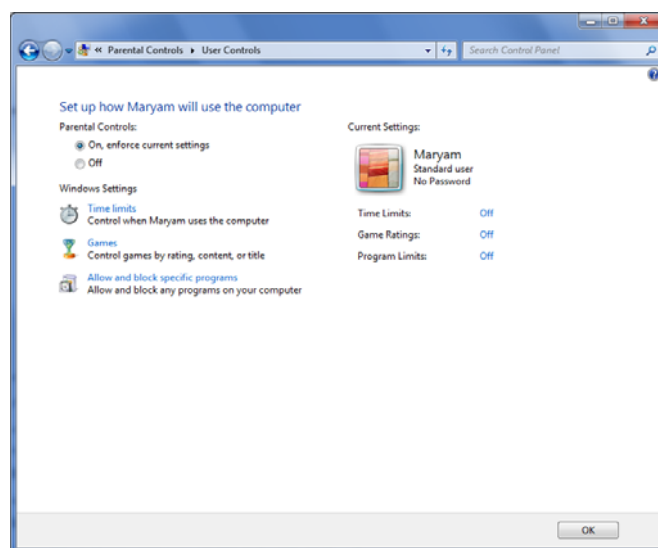 « Parental Controls ▸ User Controls
Search Control Panel
Set up how Maryam will use the computer
Parental Controls:
On, enforce current settings
Off
Windows Settings
Time limits
Control when Maryam uses the computer
Games
Control games by rating, content, or title
Allow and block specific programs
Allow and block any programs on your computer
Current Settings:
Maryam
Standard user
No Password
Time Limits: Off
Game Ratings: Off
Program Limits: Off
OK